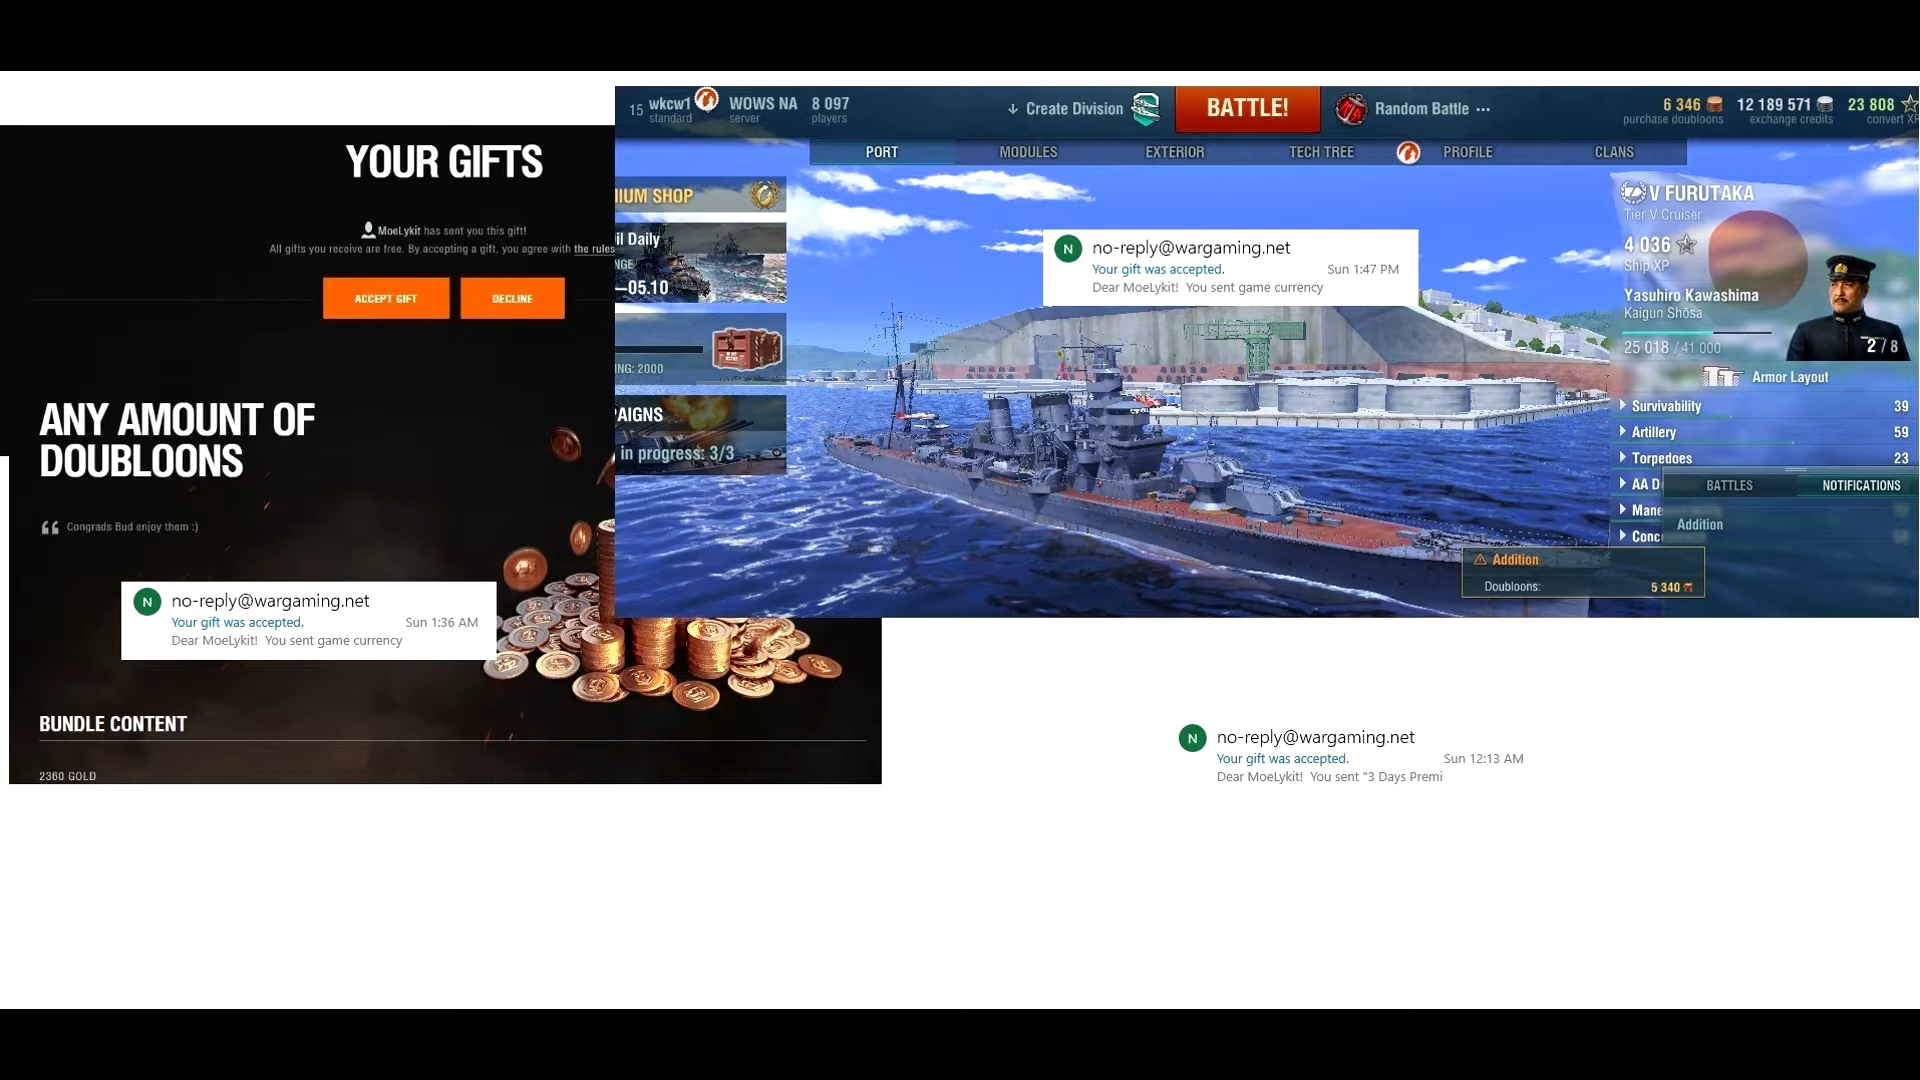 YOUR GIFTS
MoeLykit has sent you this gift!
All gifts you receive are free. By accepting a gift, you agree with the rules
ACCEPT GIFT
DECLINE
ANY AMOUNT OF
DOUBLOONS
Congrads Bud enjoy them :)
N
no-reply@wargaming.net
Your gift was accepted.
Sun 1:36 AM
Dear MoeLykit! You sent game currency
BUNDLE CONTENT
2360 GOLD
15 wkcw1
standard
WOWS NA
server
8 097
players
Create Division
BATTLE!
Random Battle ...
6 346
purchase doubloons
12 189 571
exchange credits
23 808
convert XP
PORT
MODULES
EXTERIOR
TECH TREE
PROFILE
CLANS
IUM SHOP
il Daily
NGE
—05.10
NG: 2000
AIGNS
in progress: 3/3
N
no-reply@wargaming.net
Your gift was accepted.
Sun 1:47 PM
Dear MoeLykit! You sent game currency
V FURUTAKA
Tier V Cruiser
4 036
Ship XP
Yasuhiro Kawashima
Kaigun Shōsa
25 018 / 41 000
2 / 8
Armor Layout
Survivability 39
Artillery 59
Torpedoes 23
AA D
Mane
Conc
BATTLES
NOTIFICATIONS
Addition
Addition
Doubloons: 5 340
N
no-reply@wargaming.net
Your gift was accepted.
Sun 12:13 AM
Dear MoeLykit! You sent "3 Days Premi